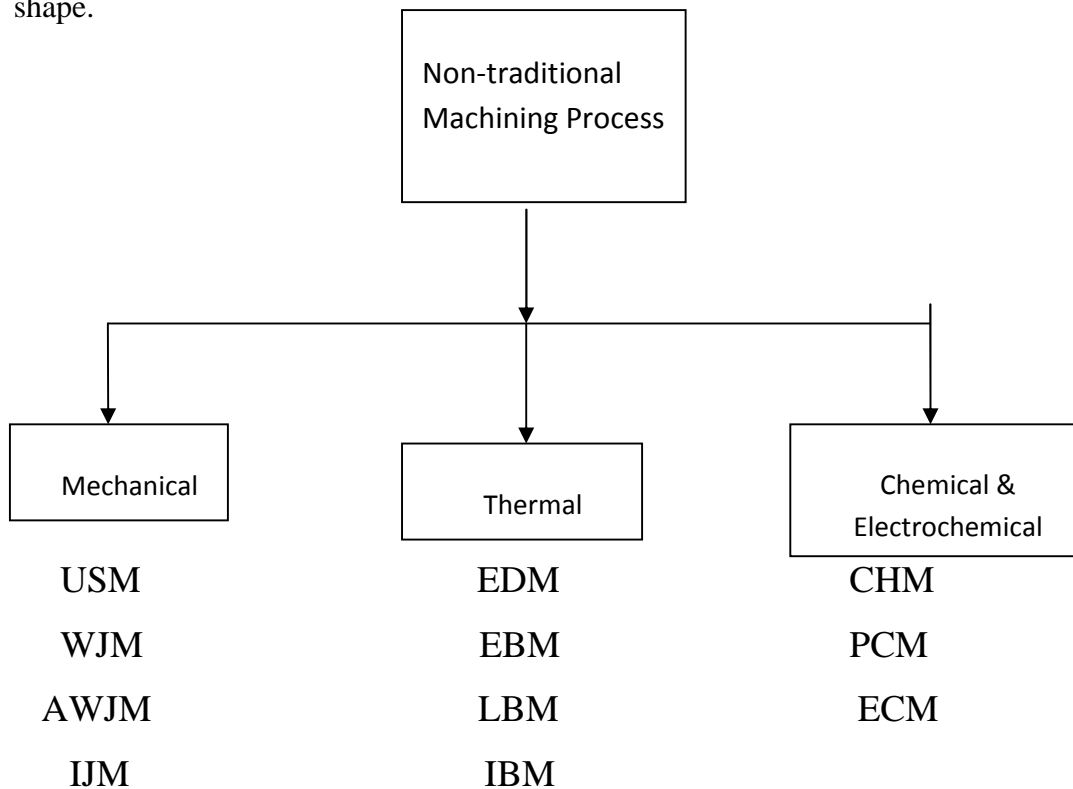 shape.
Non-traditional
Machining Process
Mechanical
Thermal
Chemical &
Electrochemical
USM EDM CHM
WJM EBM PCM
AWJM LBM ECM
IJM IBM